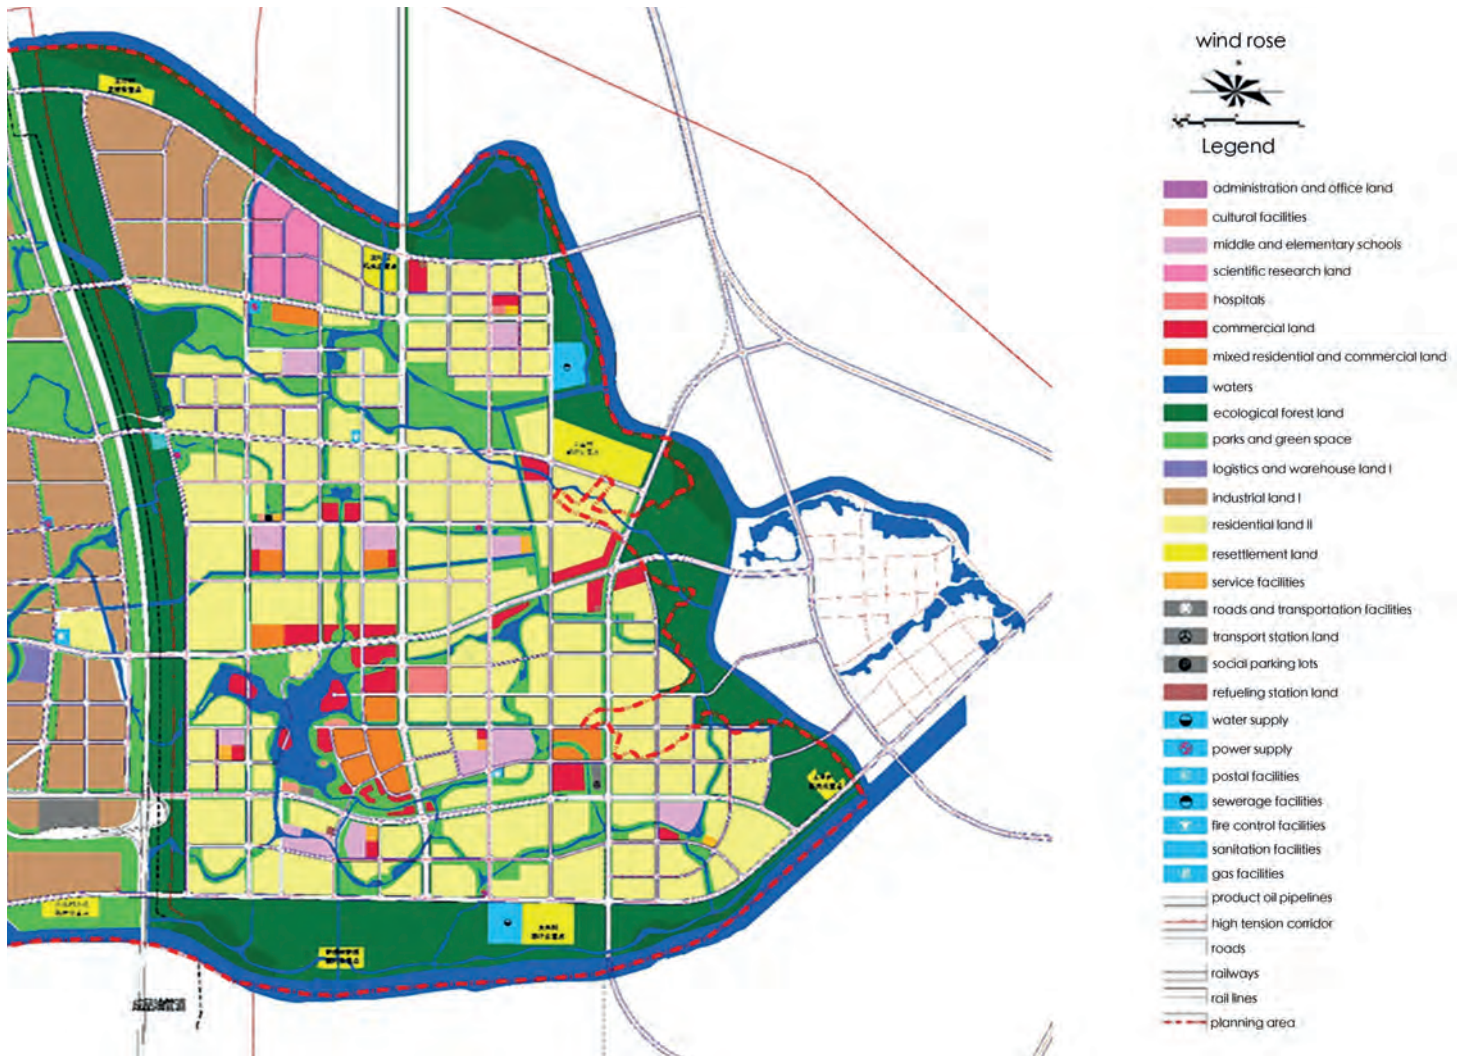 wind rose
Legend
administration and office land
cultural facilities
middle and elementary schools
scientific research land
hospitals
commercial land
mixed residential and commercial land
waters
ecological forest land
parks and green space
logistics and warehouse land I
industrial land I
residential land II
resettlement land
service facilities
roads and transportation facilities
transport station land
social parking lots
refueling station land
water supply
power supply
postal facilities
sewerage facilities
fire control facilities
sanitation facilities
gas facilities
product oil pipelines
high tension corridor
roads
railways
rail lines
planning area